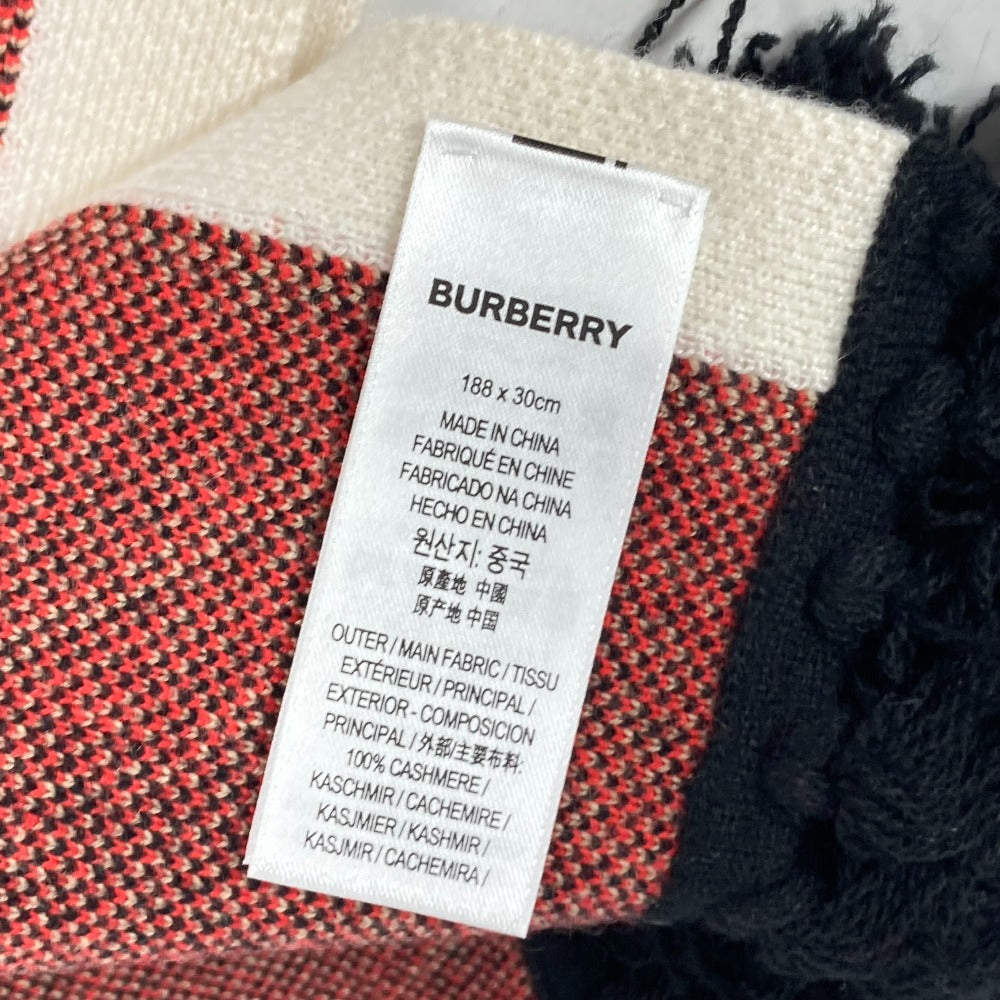 BURBERRY
188 x 30cm
MADE IN CHINA
FABRIQUÉ EN CHINE
FABRICADO NA CHINA
HECHO EN CHINA
원산지: 중국
原產地 中國
原产地 中国
OUTER / MAIN FABRIC / TISSU
EXTÉRIEUR / PRINCIPAL /
EXTERIOR - COMPOSICION
PRINCIPAL / 外部/主要布料:
100% CASHMERE /
KASCHMIR / CACHEMIRE /
KASJMIER / KASHMIR /
KASJMIR / CACHEMIRA /